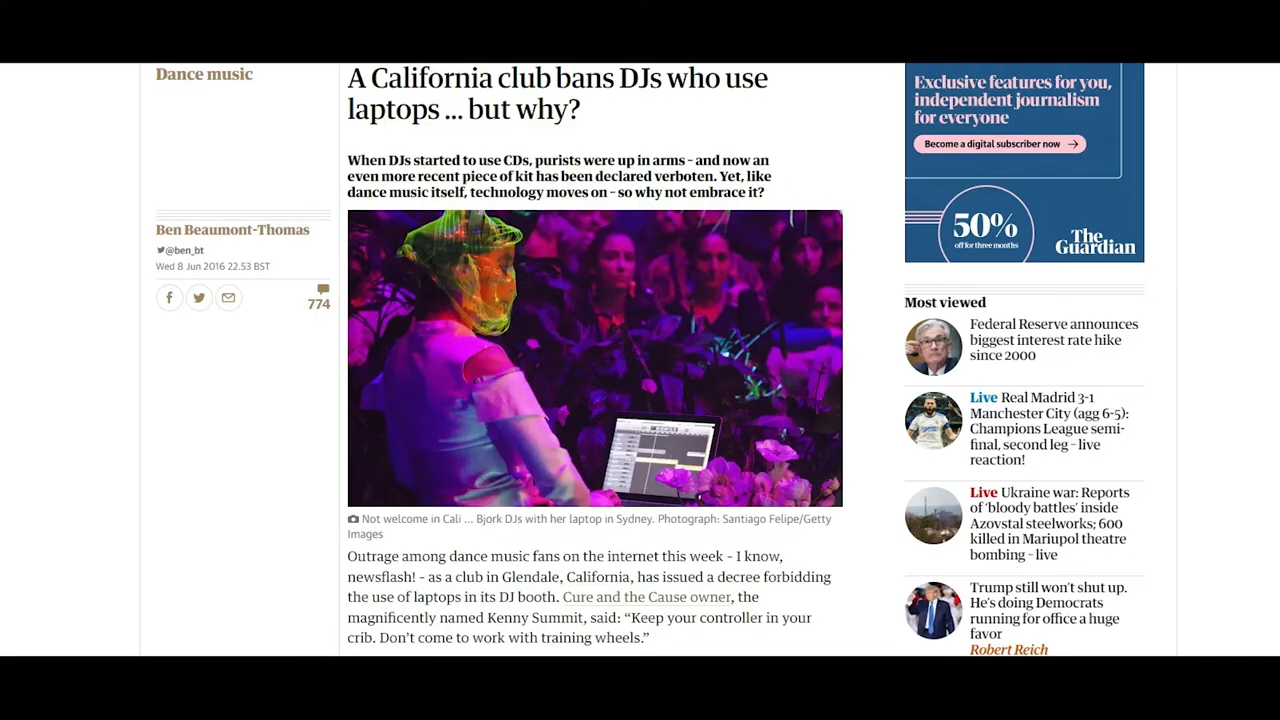 Dance music
A California club bans DJs who use
laptops ... but why?
When DJs started to use CDs, purists were up in arms – and now an
even more recent piece of kit has been declared verboten. Yet, like
dance music itself, technology moves on – so why not embrace it?
Ben Beaumont-Thomas
@ben_bt
Wed 8 Jun 2016 22.53 BST
774
Not welcome in Cali ... Bjork DJs with her laptop in Sydney. Photograph: Santiago Felipe/Getty
Images
Outrage among dance music fans on the internet this week – I know,
newsflash! – as a club in Glendale, California, has issued a decree forbidding
the use of laptops in its DJ booth. Cure and the Cause owner, the
magnificently named Kenny Summit, said: “Keep your controller in your
crib. Don’t come to work with training wheels.”
Exclusive features for you,
independent journalism
for everyone
Become a digital subscriber now
50%
off for three months
The
Guardian
Most viewed
Federal Reserve announces
biggest interest rate hike
since 2000
Live Real Madrid 3-1
Manchester City (agg 6-5):
Champions League semi-
final, second leg – live
reaction!
Live Ukraine war: Reports
of ‘bloody battles’ inside
Azovstal steelworks; 600
killed in Mariupol theatre
bombing – live
Trump still won’t shut up.
He’s doing Democrats
running for office a huge
favor
Robert Reich